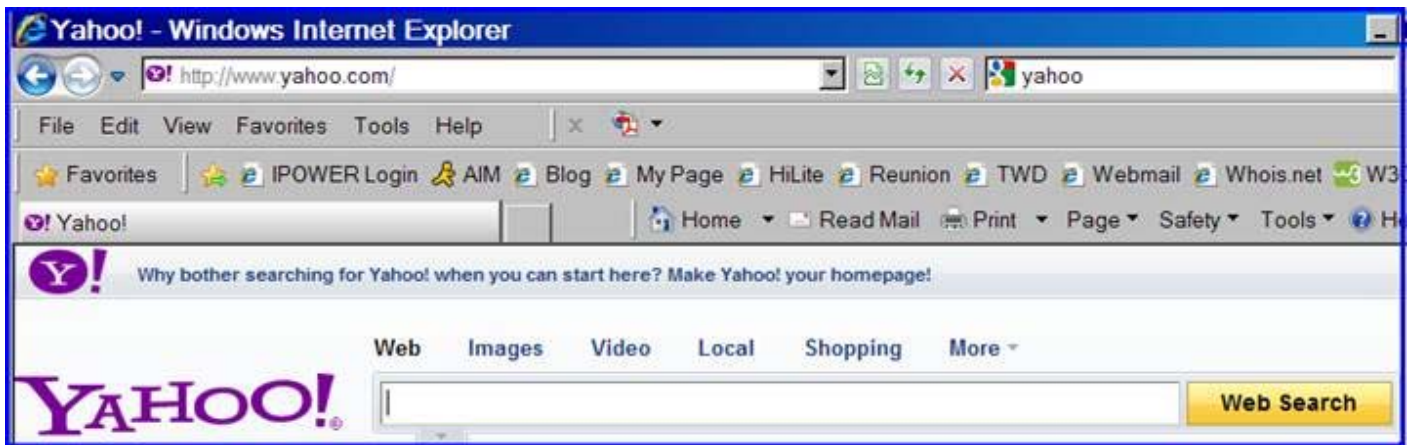 Yahoo! - Windows Internet Explorer
http://www.yahoo.com/ yahoo
File Edit View Favorites Tools Help
Favorites IPOWER Login AIM Blog My Page HiLite Reunion TWD Webmail Whois.net
Yahoo! Home Read Mail Print Page Safety Tools
Y! Why bother searching for Yahoo! when you can start here? Make Yahoo! your homepage!
Web Images Video Local Shopping More
YAHOO!® Web Search